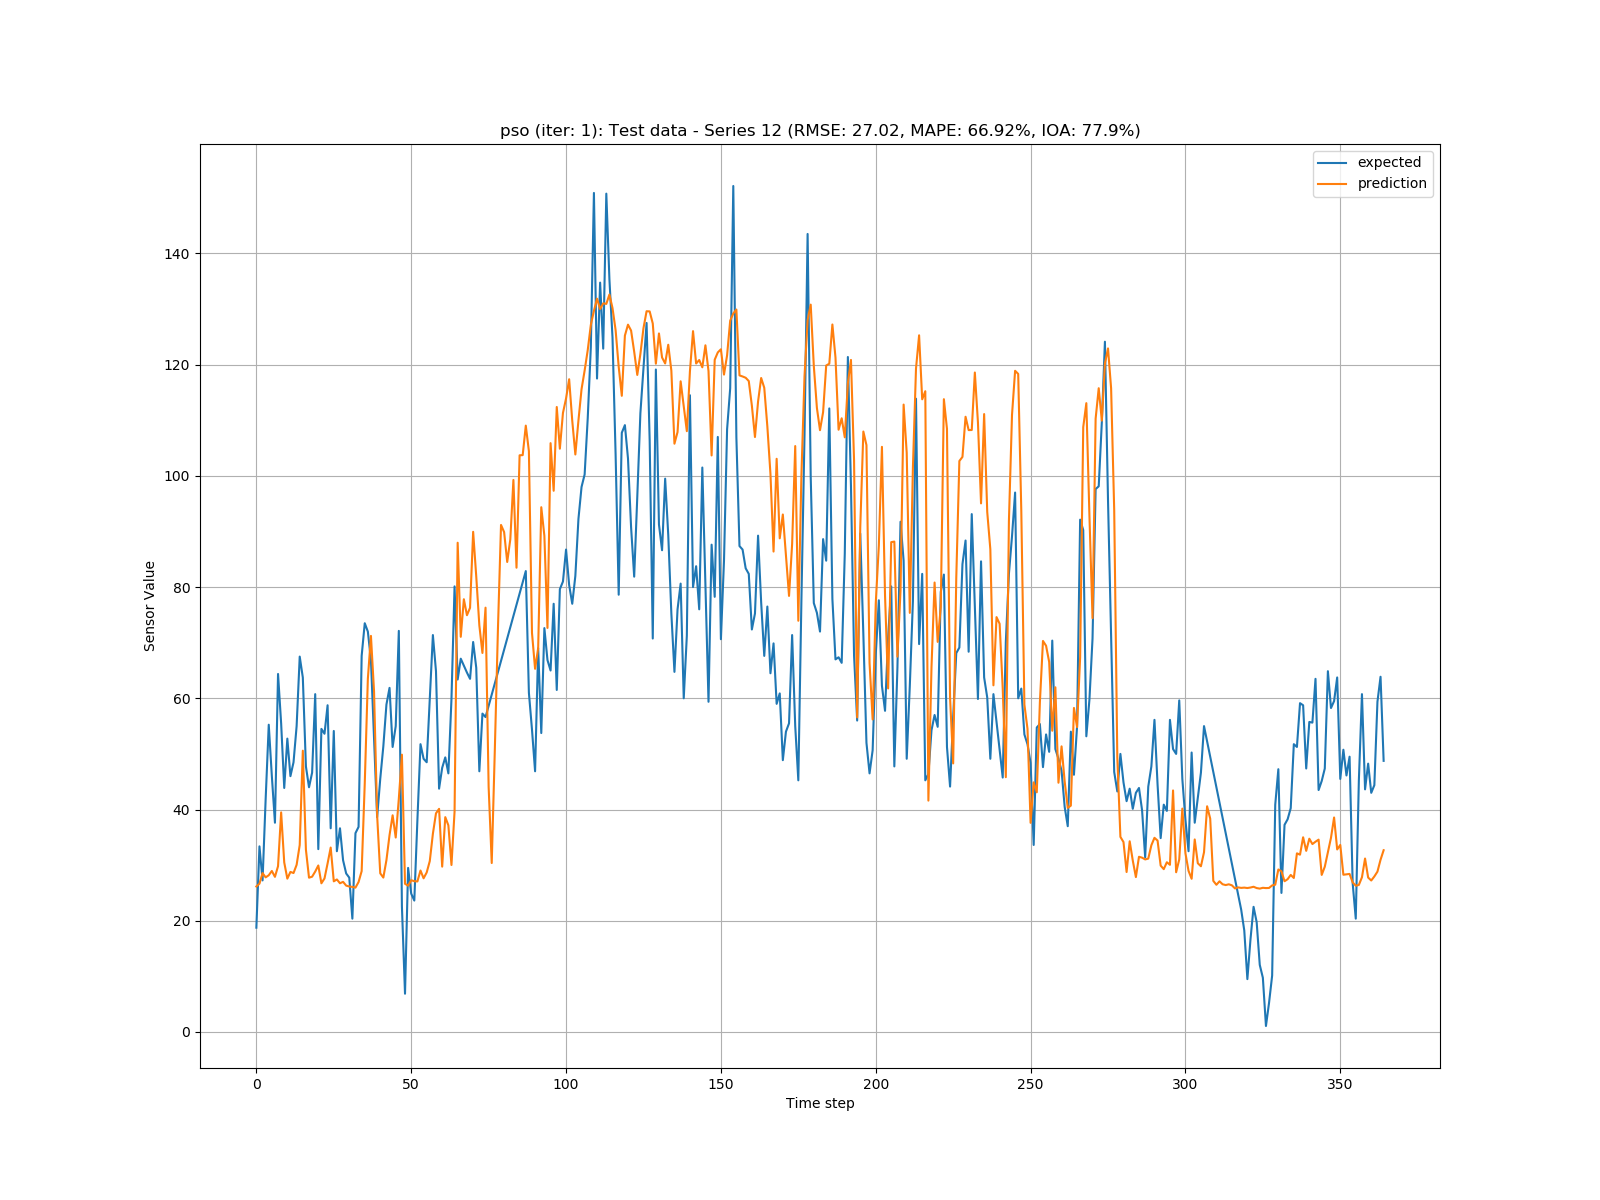 pso (iter: 1): Test data - Series 12 (RMSE: 27.02, MAPE: 66.92%, IOA: 77.9%)
expected
prediction
140
120
100
80
60
40
20
0
Sensor Value
0 50 100 150 200 250 300 350
Time step